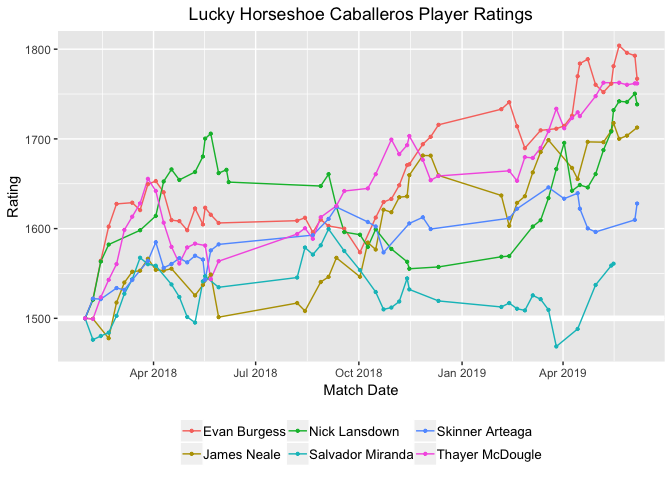 Lucky Horseshoe Caballeros Player Ratings
1800
1700
1600
1500
Rating
Apr 2018 Jul 2018 Oct 2018 Jan 2019 Apr 2019
Match Date
Evan Burgess Nick Lansdown Skinner Arteaga
James Neale Salvador Miranda Thayer McDougle